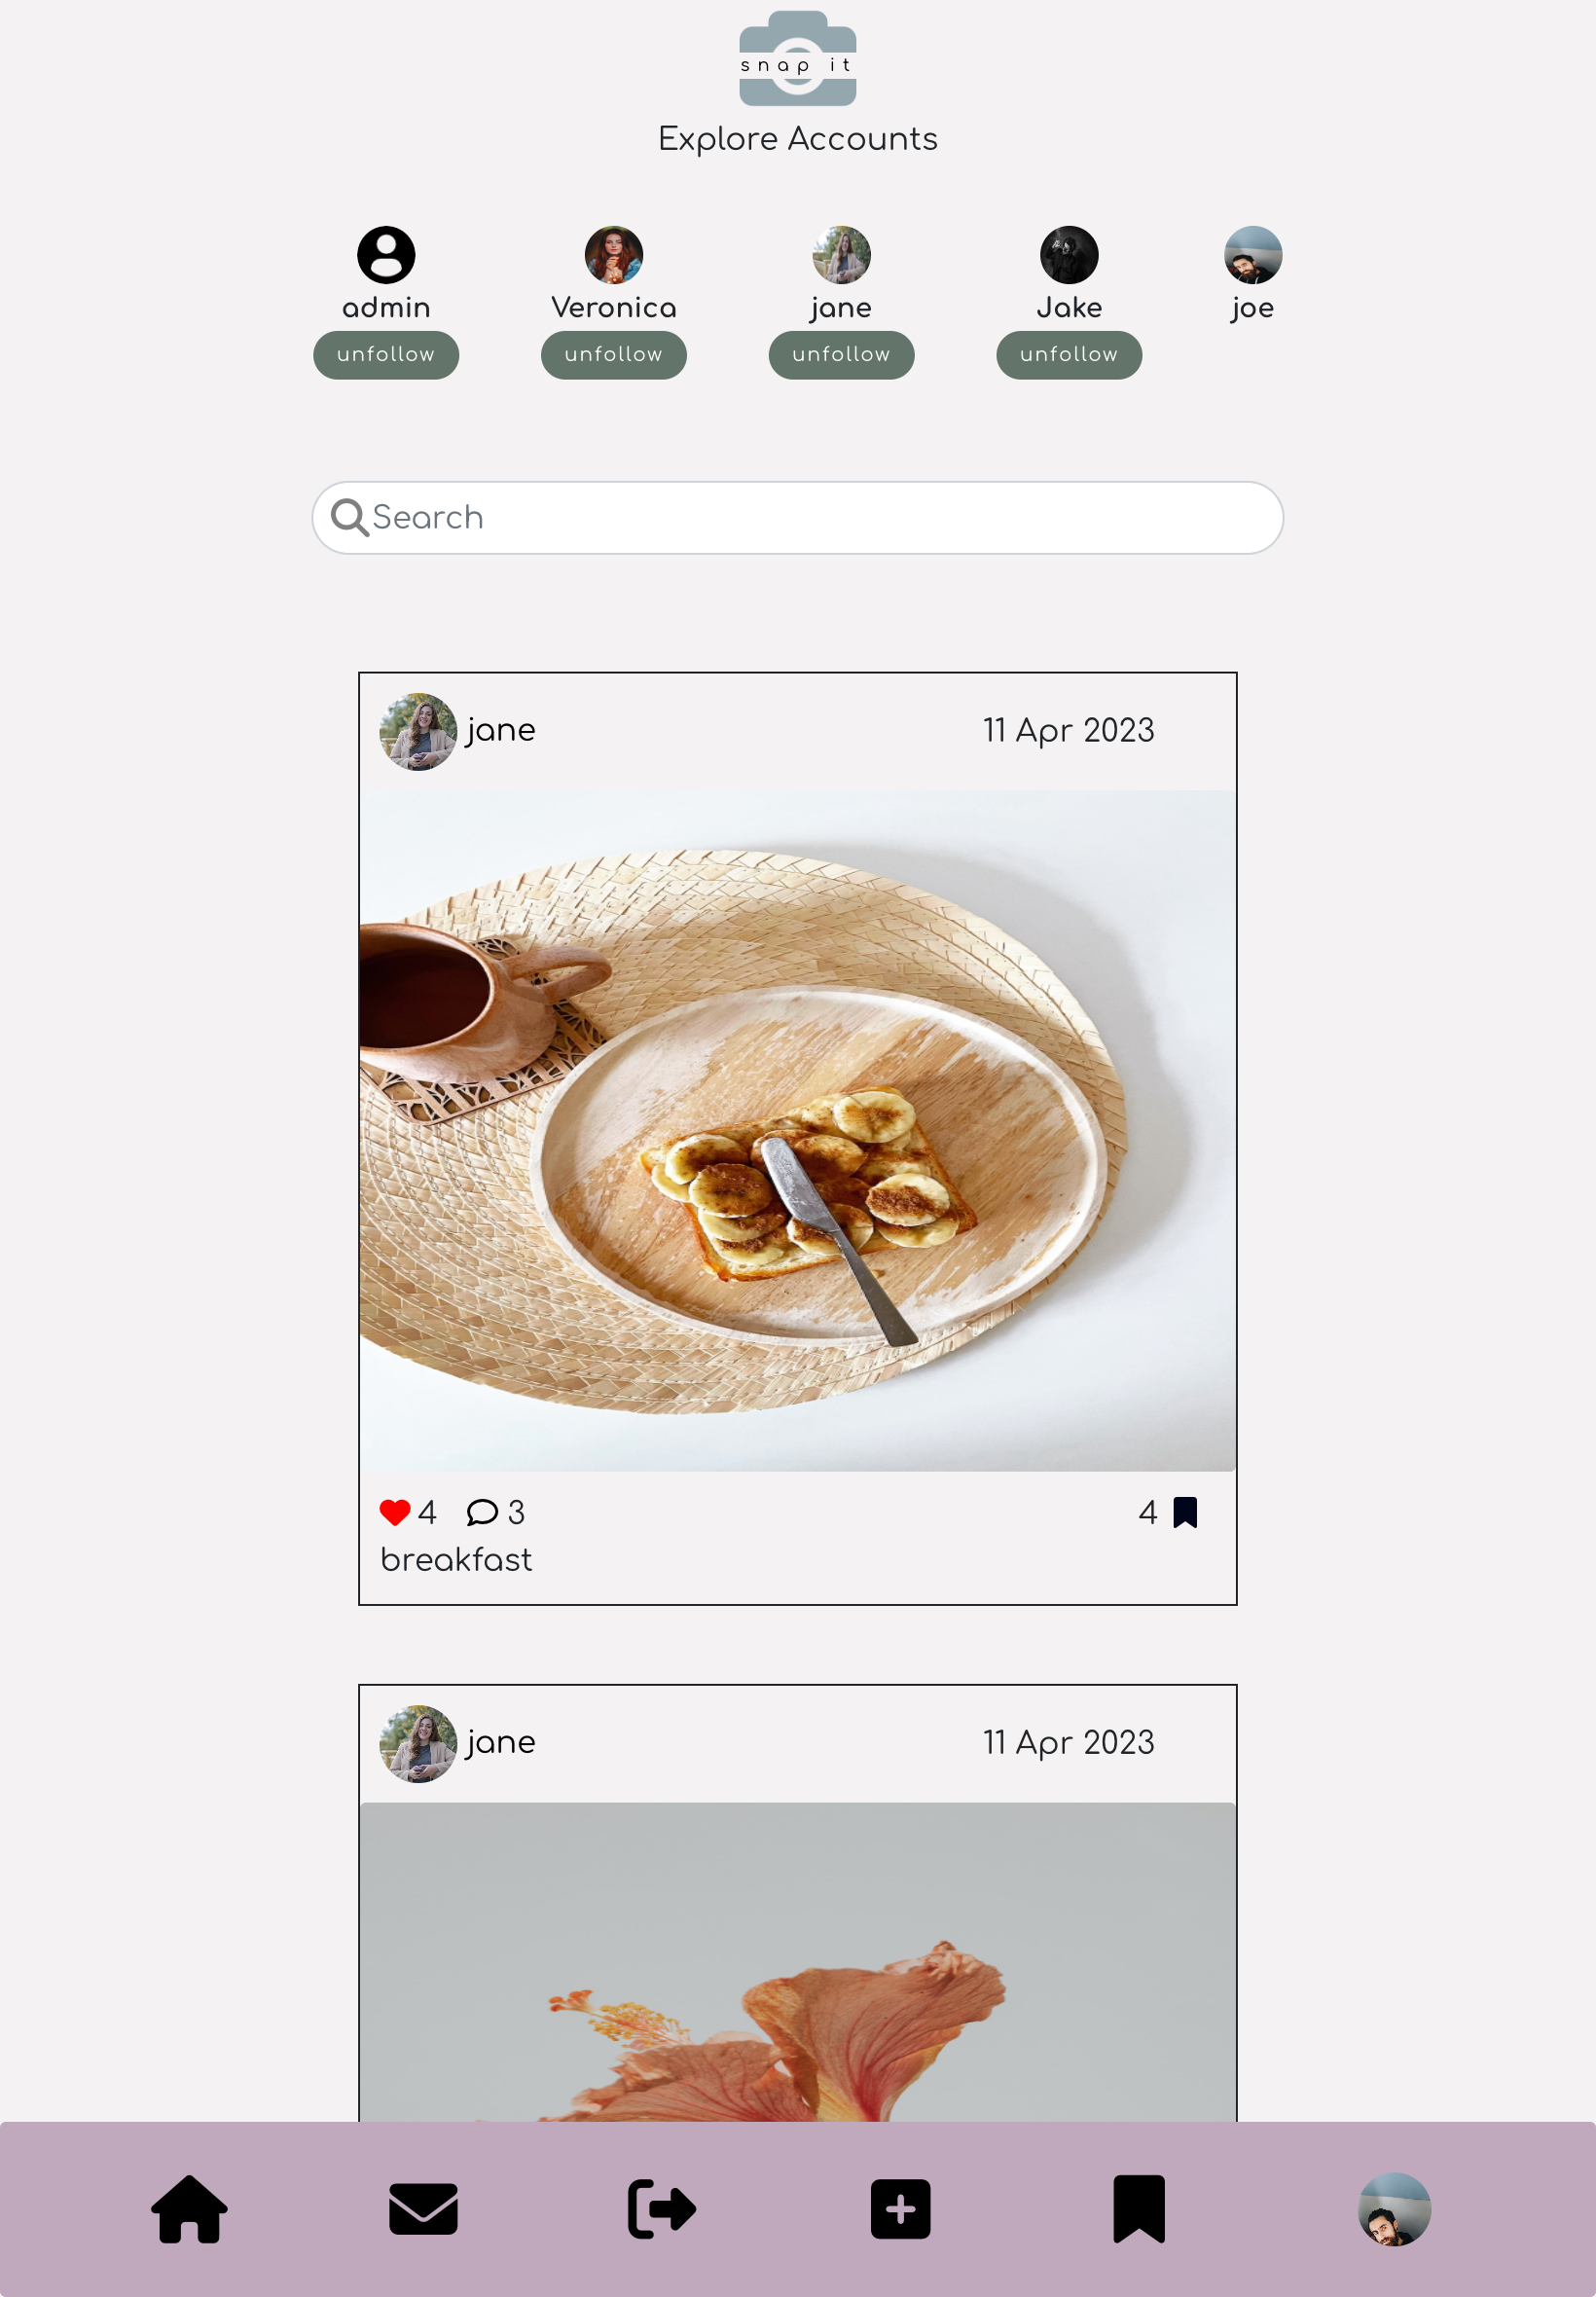 snap it
Explore Accounts
admin Veronica jane Jake joe
unfollow unfollow unfollow unfollow
Search
jane 11 Apr 2023
4 3 4
breakfast
jane 11 Apr 2023